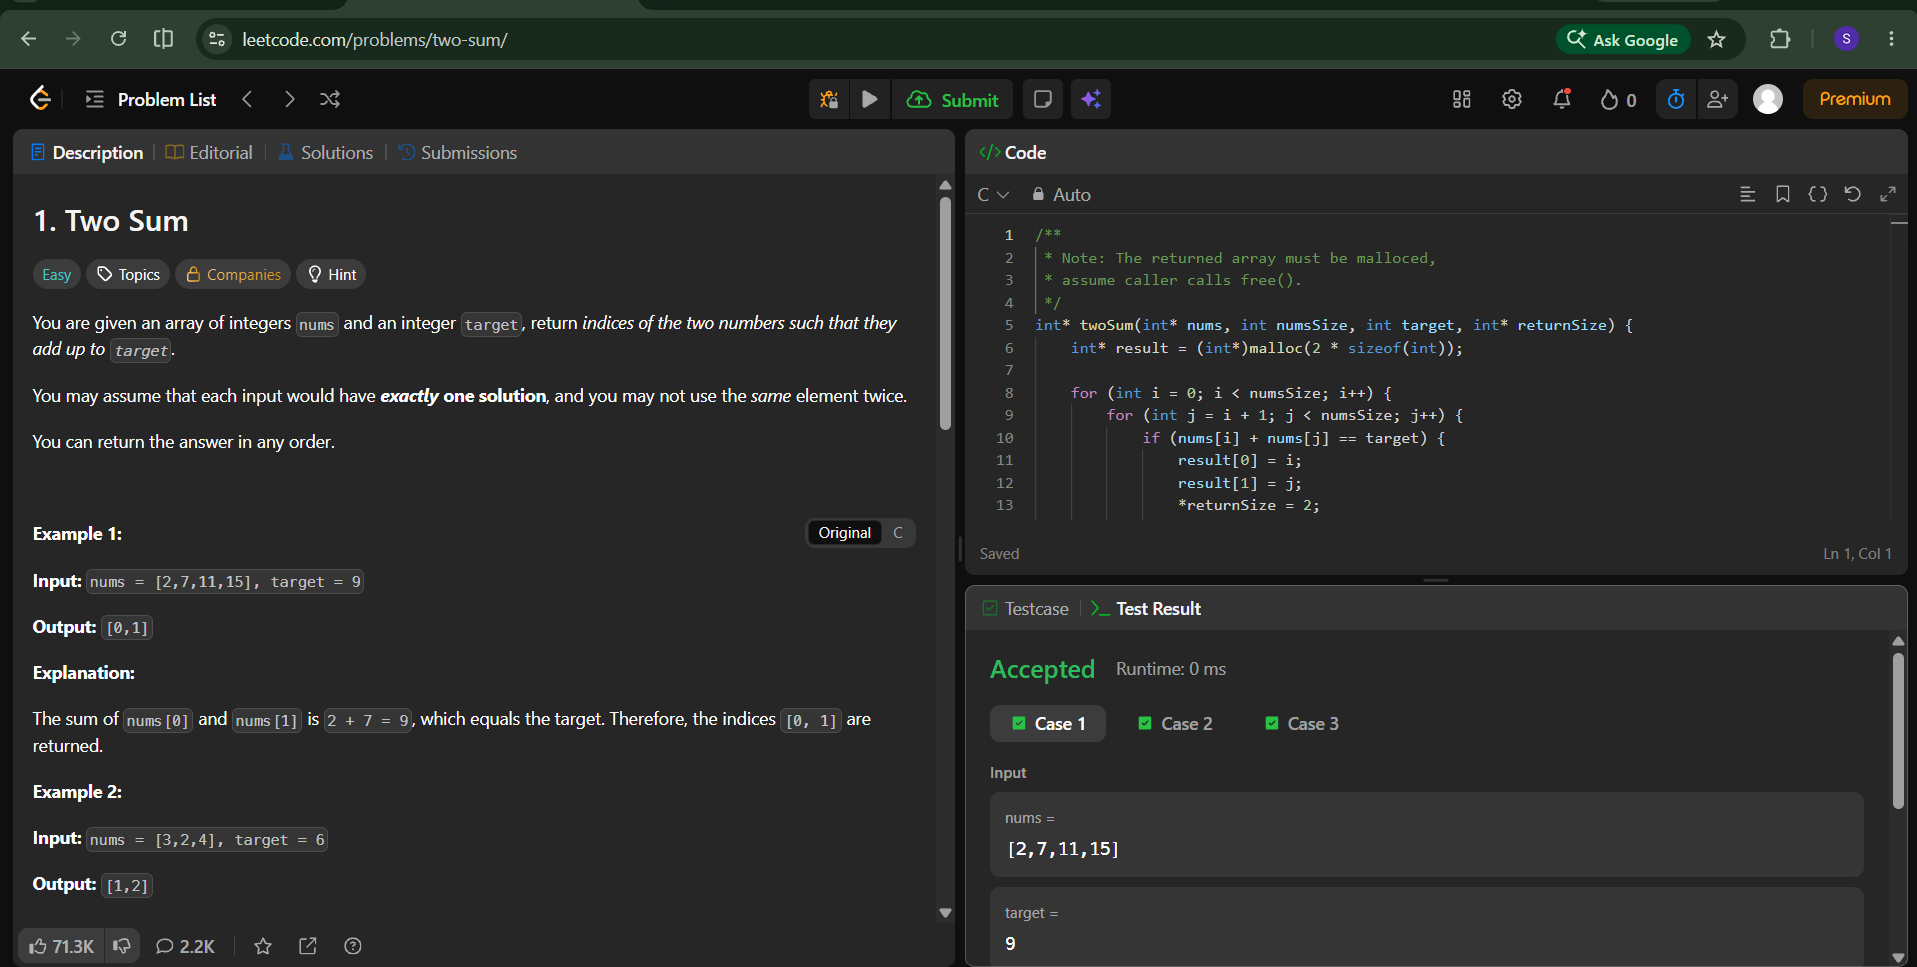 leetcode.com/problems/two-sum/
Ask Google
S
Problem List
Submit
0
Premium
Description
Editorial
Solutions
Submissions
1. Two Sum
Easy
Topics
Companies
Hint
You are given an array of integers nums and an integer target, return indices of the two numbers such that they
add up to target.
You may assume that each input would have exactly one solution, and you may not use the same element twice.
You can return the answer in any order.
Example 1:
Original C
Input: nums = [2,7,11,15], target = 9
Output: [0,1]
Explanation:
The sum of nums[0] and nums[1] is 2 + 7 = 9, which equals the target. Therefore, the indices [0, 1] are
returned.
Example 2:
Input: nums = [3,2,4], target = 6
Output: [1,2]
71.3K
2.2K
</> Code
C
Auto
1 /**
2 * Note: The returned array must be malloced,
3 * assume caller calls free().
4 */
5 int* twoSum(int* nums, int numsSize, int target, int* returnSize) {
6 int* result = (int*)malloc(2 * sizeof(int));
7
8 for (int i = 0; i < numsSize; i++) {
9 for (int j = i + 1; j < numsSize; j++) {
10 if (nums[i] + nums[j] == target) {
11 result[0] = i;
12 result[1] = j;
13 *returnSize = 2;
Saved
Ln 1, Col 1
Testcase
>_ Test Result
Accepted
Runtime: 0 ms
Case 1
Case 2
Case 3
Input
nums =
[2,7,11,15]
target =
9